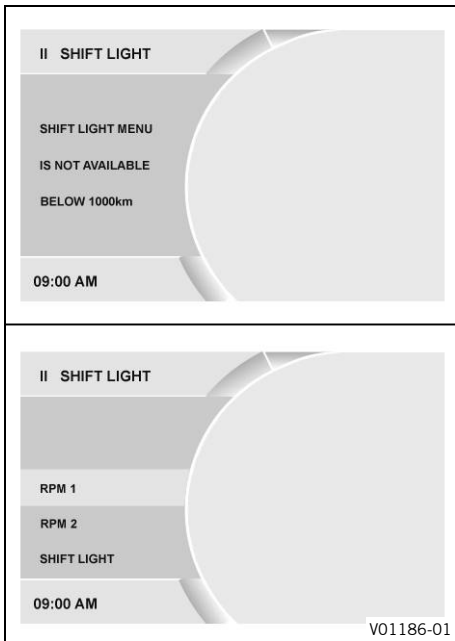 II SHIFT LIGHT
SHIFT LIGHT MENU
IS NOT AVAILABLE
BELOW 1000km
09:00 AM
II SHIFT LIGHT
RPM 1
RPM 2
SHIFT LIGHT
09:00 AM
V01186-01